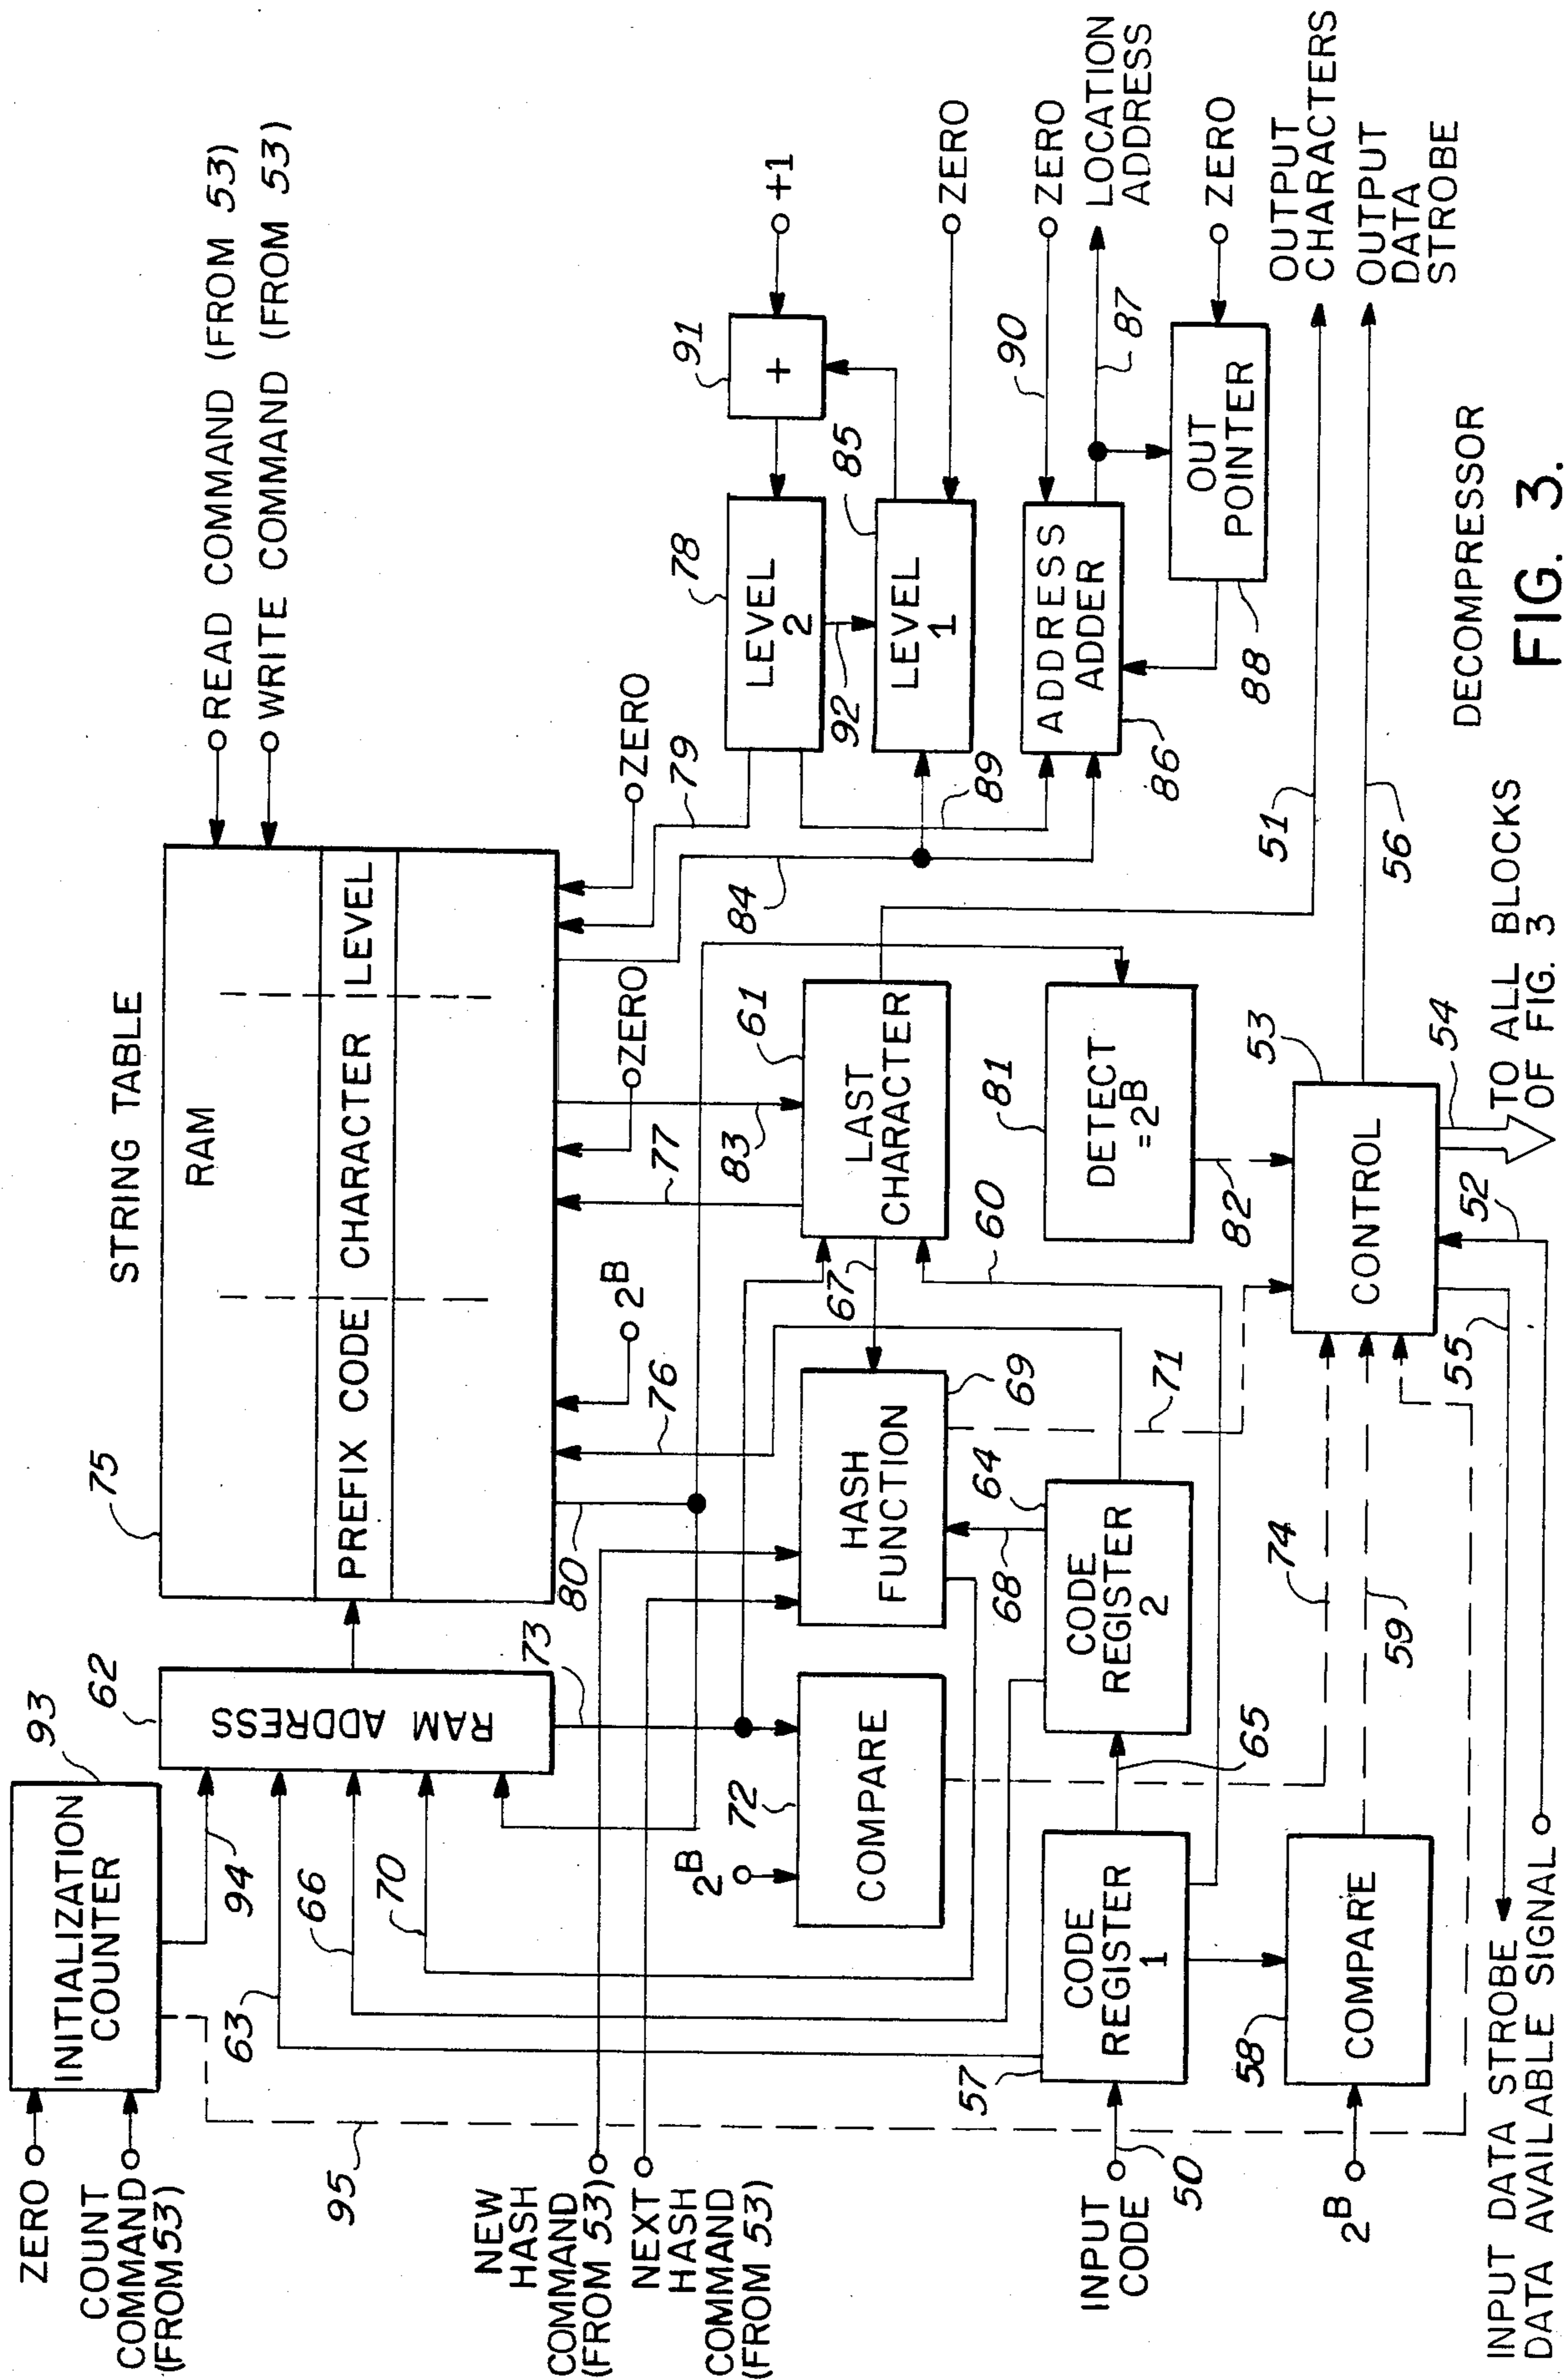 STRING TABLE
75
RAM
READ COMMAND (FROM 53)
WRITE COMMAND (FROM 53)
PREFIX CODE
CHARACTER
LEVEL
93
INITIALIZATION
COUNTER
ZERO
COUNT
COMMAND
(FROM 53)
62
RAM ADDRESS
94
63
66
70
95
73
80
76
2B
77
83
ZERO
ZERO
79
84
78
LEVEL
2
91
+
+1
92
85
LEVEL
1
ZERO
89
90
ZERO
ADDRESS
ADDER
86
87
LOCATION
ADDRESS
OUT
POINTER
88
ZERO
NEW
HASH
COMMAND
(FROM 53)
NEXT
HASH
COMMAND
(FROM 53)
2B
72
COMPARE
HASH
FUNCTION
69
67
61
LAST
CHARACTER
60
71
68
64
CODE
REGISTER
2
65
CODE
REGISTER
1
57
INPUT
CODE
50
81
DETECT
=2B
82
51
OUTPUT
CHARACTERS
56
OUTPUT
DATA
STROBE
2B
58
COMPARE
74
59
53
CONTROL
55
52
54
TO ALL BLOCKS
OF FIG. 3
INPUT DATA STROBE
DATA AVAILABLE SIGNAL
DECOMPRESSOR
FIG. 3.